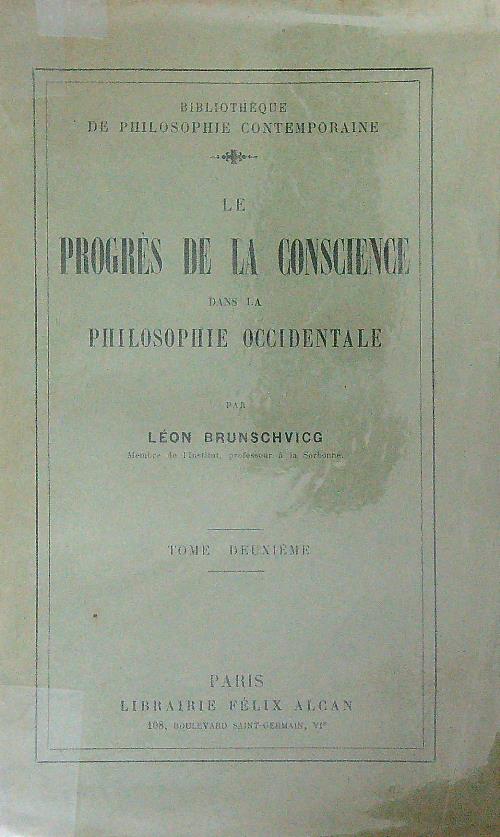 BIBLIOTHÈQUE
DE PHILOSOPHIE CONTEMPORAINE
LE
PROGRÈS DE LA CONSCIENCE
DANS LA
PHILOSOPHIE OCCIDENTALE
PAR
LÉON BRUNSCHVICG
Membre de l'Institut, professeur à la Sorbonne.
TOME DEUXIÈME
PARIS
LIBRAIRIE FÉLIX ALCAN
108, BOULEVARD SAINT-GERMAIN, VIe